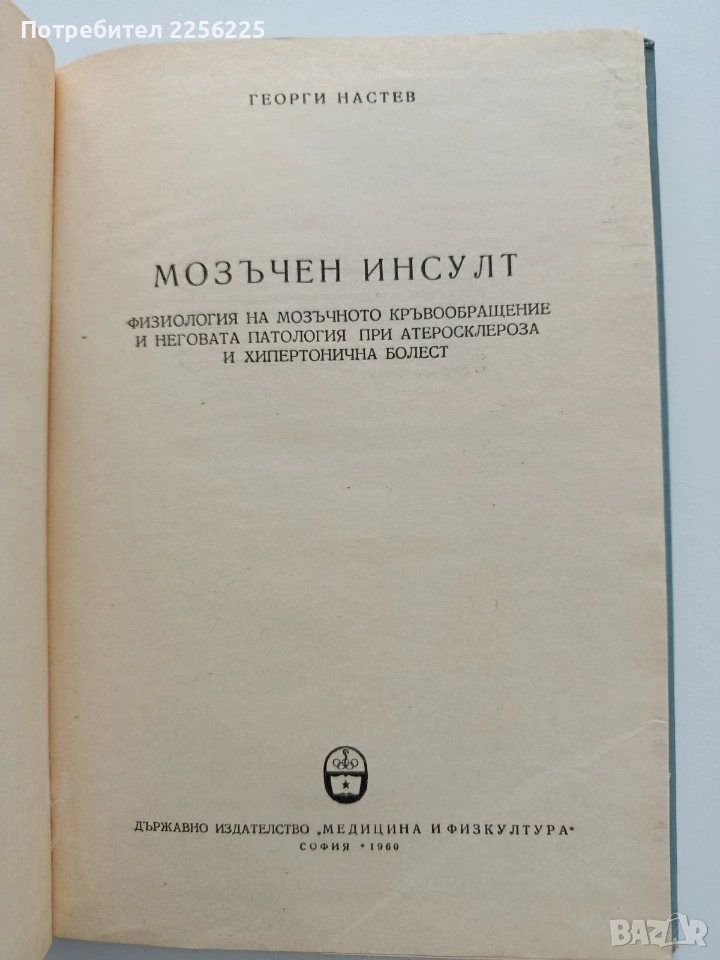 Потребител 2256225
ГЕОРГИ НАСТЕВ
МОЗЪЧЕН ИНСУЛТ
ФИЗИОЛОГИЯ НА МОЗЪЧНОТО КРЪВООБРАЩЕНИЕ
И НЕГОВАТА ПАТОЛОГИЯ ПРИ АТЕРОСКЛЕРОЗА
И ХИПЕРТОНИЧНА БОЛЕСТ
ДЪРЖАВНО ИЗДАТЕЛСТВО „МЕДИЦИНА И ФИЗКУЛТУРА“
СОФИЯ * 1960
BAZAR